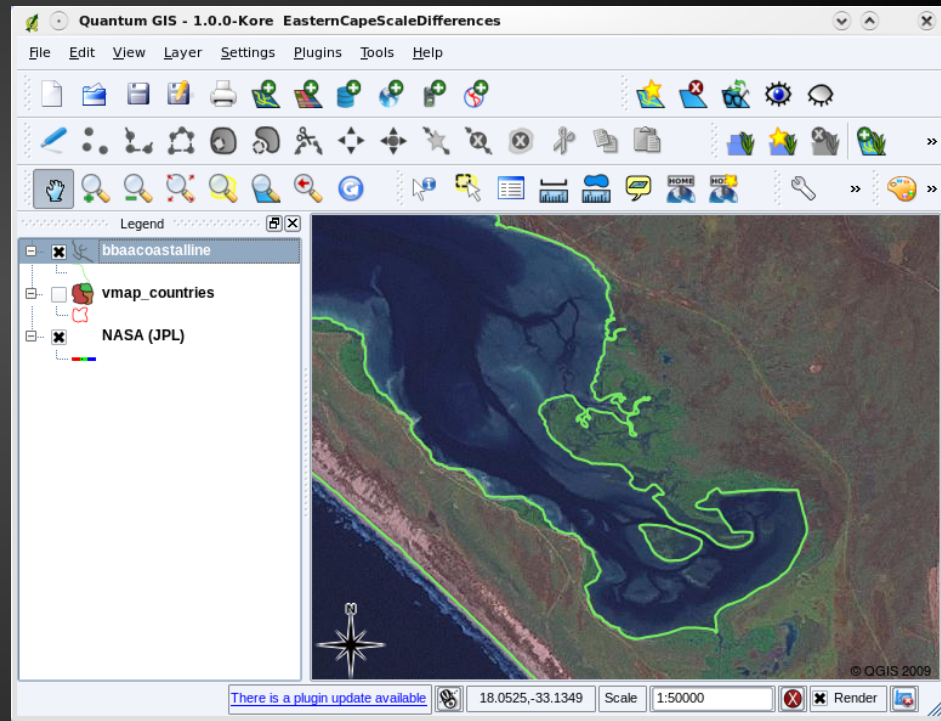 Quantum GIS - 1.0.0-Kore EasternCapeScaleDifferences
File Edit View Layer Settings Plugins Tools Help
HOME
Legend
bbaacoastalline
vmap_countries
NASA (JPL)
N
© QGIS 2009
There is a plugin update available 18.0525,-33.1349 Scale 1:50000 Render